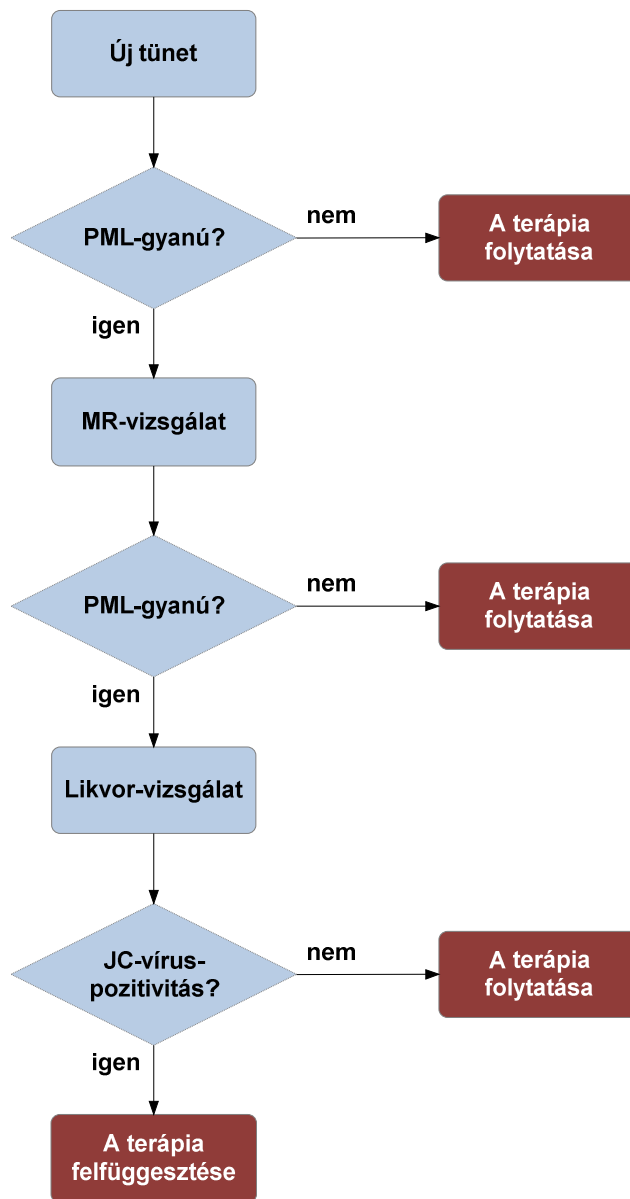 Új tünet
PML-gyanú?
nem
A terápia
folytatása
igen
MR-vizsgálat
PML-gyanú?
nem
A terápia
folytatása
igen
Likvor-vizsgálat
JC-vírus-
pozitivitás?
nem
A terápia
folytatása
igen
A terápia
felfüggesztése